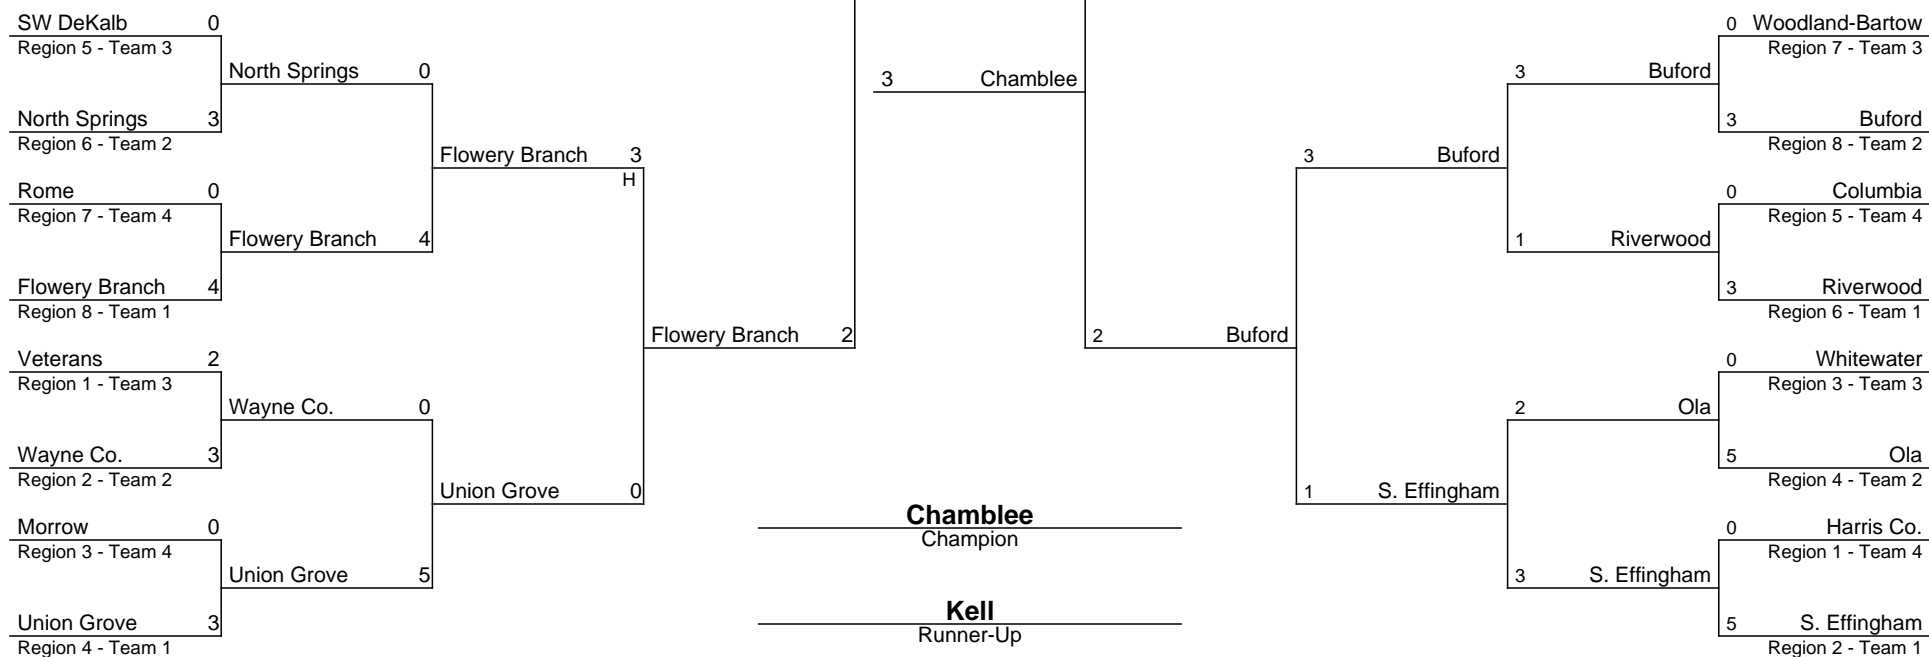 SW DeKalb 0
Region 5 - Team 3
North Springs 0
North Springs 3
Region 6 - Team 2
Flowery Branch 3
H
Rome 0
Region 7 - Team 4
Flowery Branch 4
Flowery Branch 4
Region 8 - Team 1
Flowery Branch 2
Veterans 2
Region 1 - Team 3
Wayne Co. 0
Wayne Co. 3
Region 2 - Team 2
Union Grove 0
Morrow 0
Region 3 - Team 4
Union Grove 5
Union Grove 3
Region 4 - Team 1
3 Chamblee
Chamblee
Champion
Kell
Runner-Up
0 Woodland-Bartow
Region 7 - Team 3
3 Buford
3 Buford
Region 8 - Team 2
3 Buford
0 Columbia
Region 5 - Team 4
1 Riverwood
3 Riverwood
Region 6 - Team 1
2 Buford
0 Whitewater
Region 3 - Team 3
2 Ola
5 Ola
Region 4 - Team 2
1 S. Effingham
0 Harris Co.
Region 1 - Team 4
3 S. Effingham
5 S. Effingham
Region 2 - Team 1